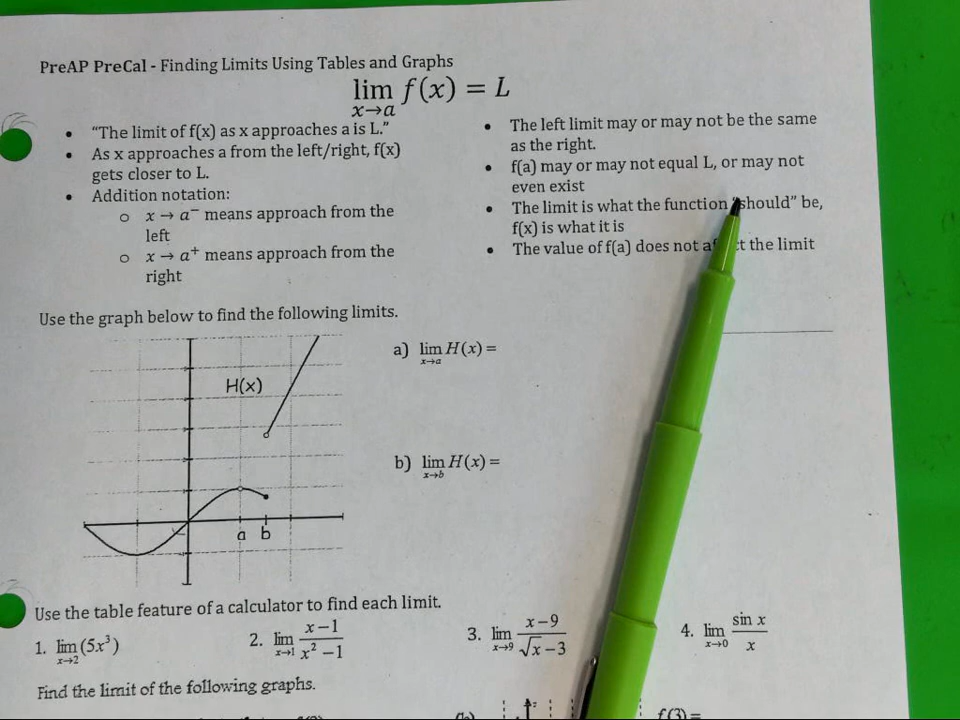 PreAP PreCal - Finding Limits Using Tables and Graphs
lim f(x) = L
x→a
• "The limit of f(x) as x approaches a is L."
• As x approaches a from the left/right, f(x)
gets closer to L.
• Addition notation:
o x → a⁻ means approach from the
left
o x → a⁺ means approach from the
right
• The left limit may or may not be the same
as the right.
• f(a) may or may not equal L, or may not
even exist
• The limit is what the function "should" be,
f(x) is what it is
• The value of f(a) does not the limit
Use the graph below to find the following limits.
H(x)
a b
a) lim H(x) =
x→a
b) lim H(x) =
x→b
Use the table feature of a calculator to find each limit.
1. lim (5x³)
x→2
2. lim x−1
x→1 x² −1
3. lim x−9
x→9 √x −3
4. lim sin x
x→0 x
Find the limit of the following graphs.
f(3)=